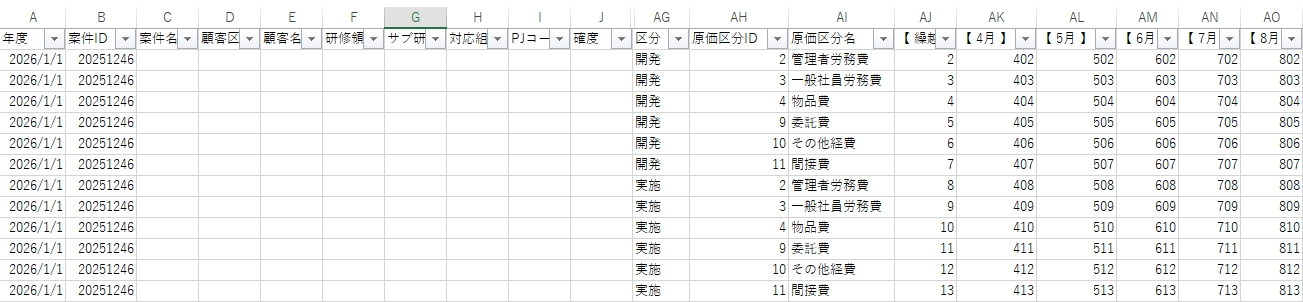 A B C D E F G H I J AG AH AI AJ AK AL AM AN AO
年度 案件ID 案件名 顧客区 顧客名 研修領 サブ研 対応組 PJコー 確度 区分 原価区分ID 原価区分名 【 繰越 【 4月 】 【 5月 】 【 6月 【 7月 【 8月
2026/1/1 20251246 開発 2 管理者労務費 2 402 502 602 702 802
2026/1/1 20251246 開発 3 一般社員労務費 3 403 503 603 703 803
2026/1/1 20251246 開発 4 物品費 4 404 504 604 704 804
2026/1/1 20251246 開発 9 委託費 5 405 505 605 705 805
2026/1/1 20251246 開発 10 その他経費 6 406 506 606 706 806
2026/1/1 20251246 開発 11 間接費 7 407 507 607 707 807
2026/1/1 20251246 実施 2 管理者労務費 8 408 508 608 708 808
2026/1/1 20251246 実施 3 一般社員労務費 9 409 509 609 709 809
2026/1/1 20251246 実施 4 物品費 10 410 510 610 710 810
2026/1/1 20251246 実施 9 委託費 11 411 511 611 711 811
2026/1/1 20251246 実施 10 その他経費 12 412 512 612 712 812
2026/1/1 20251246 実施 11 間接費 13 413 513 613 713 813